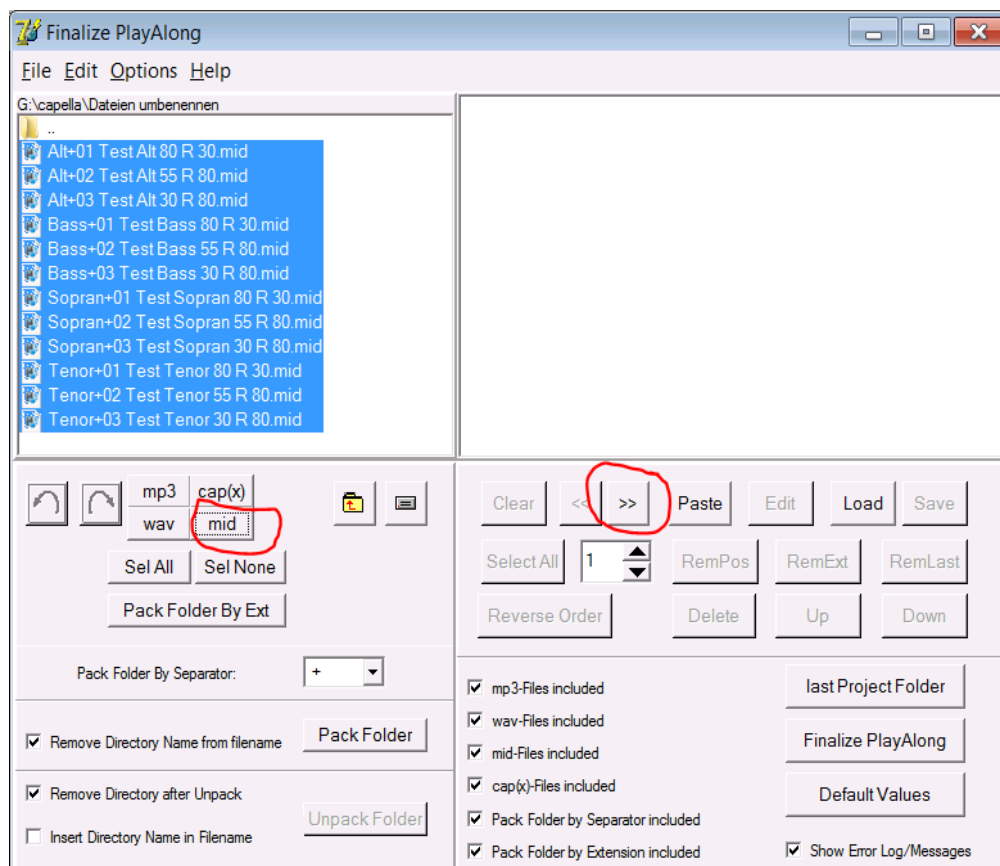 Finalize PlayAlong
File Edit Options Help
G:\capella\Dateien umbenennen
..
Alt+01 Test Alt 80 R 30.mid
Alt+02 Test Alt 55 R 80.mid
Alt+03 Test Alt 30 R 80.mid
Bass+01 Test Bass 80 R 30.mid
Bass+02 Test Bass 55 R 80.mid
Bass+03 Test Bass 30 R 80.mid
Sopran+01 Test Sopran 80 R 30.mid
Sopran+02 Test Sopran 55 R 80.mid
Sopran+03 Test Sopran 30 R 80.mid
Tenor+01 Test Tenor 80 R 30.mid
Tenor+02 Test Tenor 55 R 80.mid
Tenor+03 Test Tenor 30 R 80.mid
mp3 cap(x)
wav mid
Sel All Sel None
Pack Folder By Ext
Pack Folder By Separator: +
Remove Directory Name from filename Pack Folder
Remove Directory after Unpack
Insert Directory Name in Filename
Unpack Folder
Clear << >> Paste Edit Load Save
Select All 1 RemPos RemExt RemLast
Reverse Order Delete Up Down
mp3-Files included
wav-Files included
mid-Files included
cap(x)-Files included
Pack Folder by Separator included
Pack Folder by Extension included
last Project Folder
Finalize PlayAlong
Default Values
Show Error Log/Messages